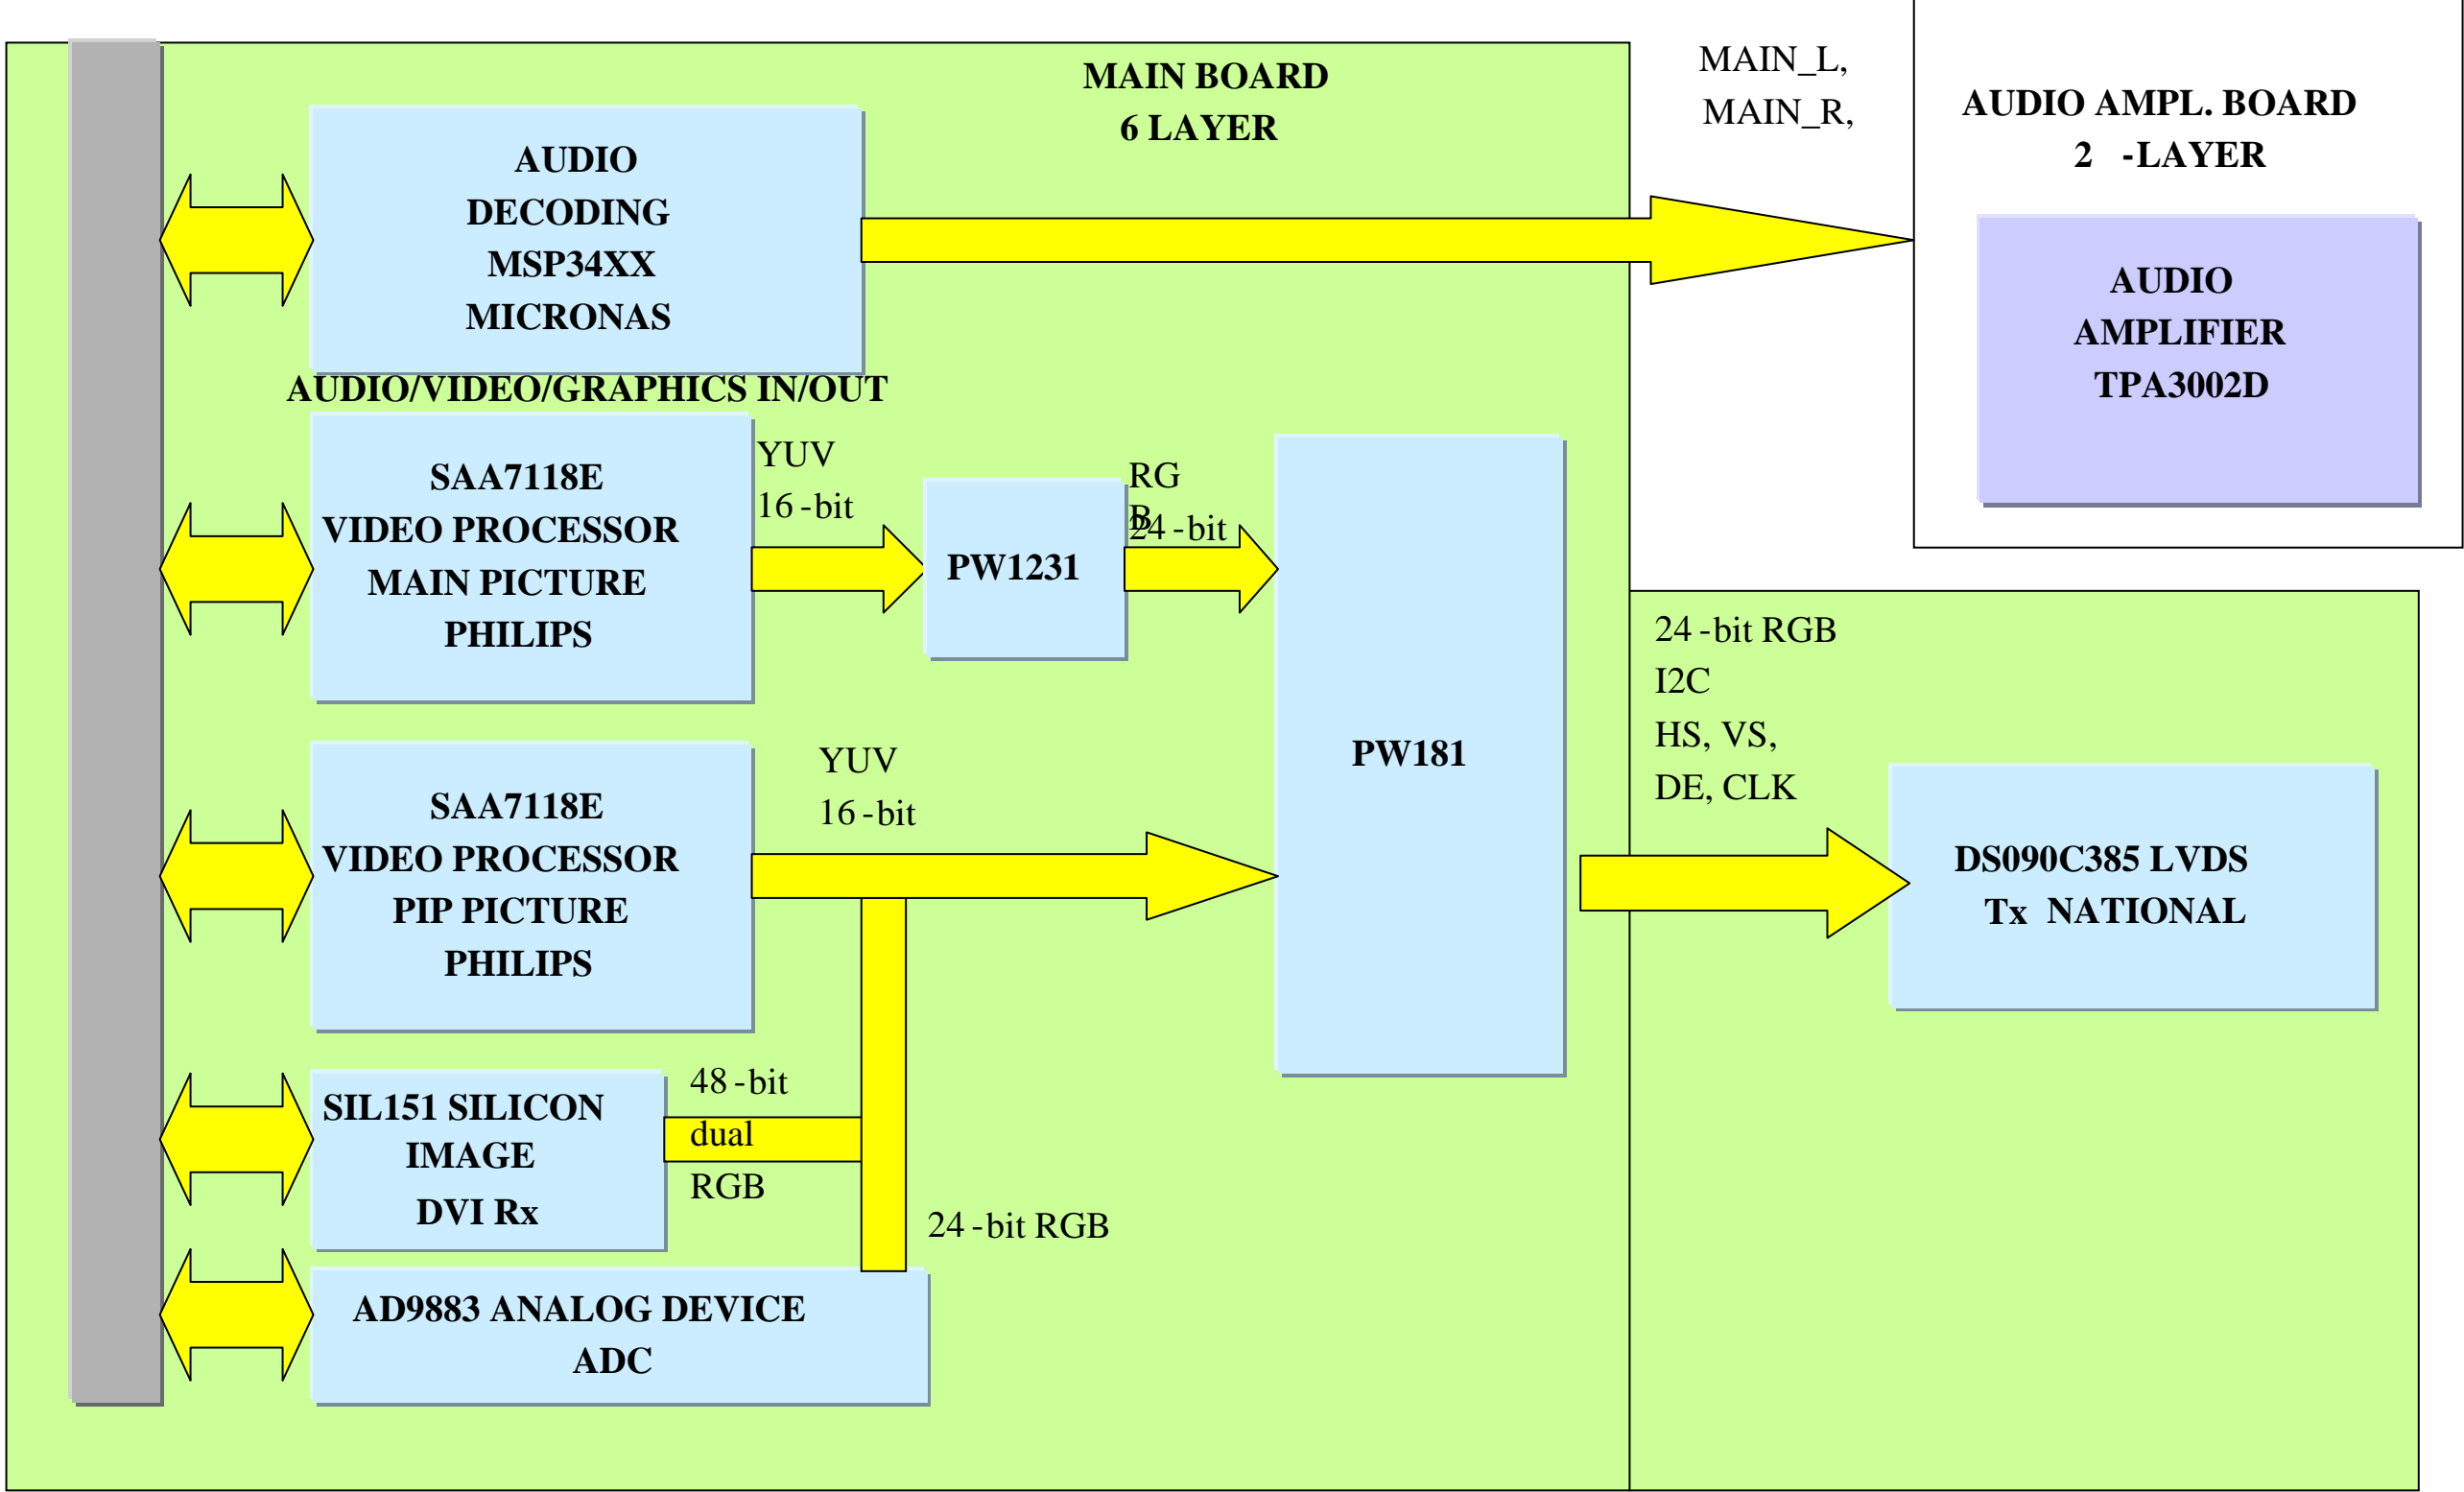 MAIN BOARD
6 LAYER
MAIN_L,
MAIN_R,
AUDIO AMPL. BOARD
2 -LAYER
AUDIO
DECODING
MSP34XX
MICRONAS
AUDIO
AMPLIFIER
TPA3002D
AUDIO/VIDEO/GRAPHICS IN/OUT
SAA7118E
VIDEO PROCESSOR
MAIN PICTURE
PHILIPS
YUV
16-bit
PW1231
RG
B
24-bit
PW181
24-bit RGB
I2C
HS, VS,
DE, CLK
SAA7118E
VIDEO PROCESSOR
PIP PICTURE
PHILIPS
YUV
16-bit
DS090C385 LVDS
Tx NATIONAL
SIL151 SILICON
IMAGE
DVI Rx
48-bit
dual
RGB
24-bit RGB
AD9883 ANALOG DEVICE
ADC